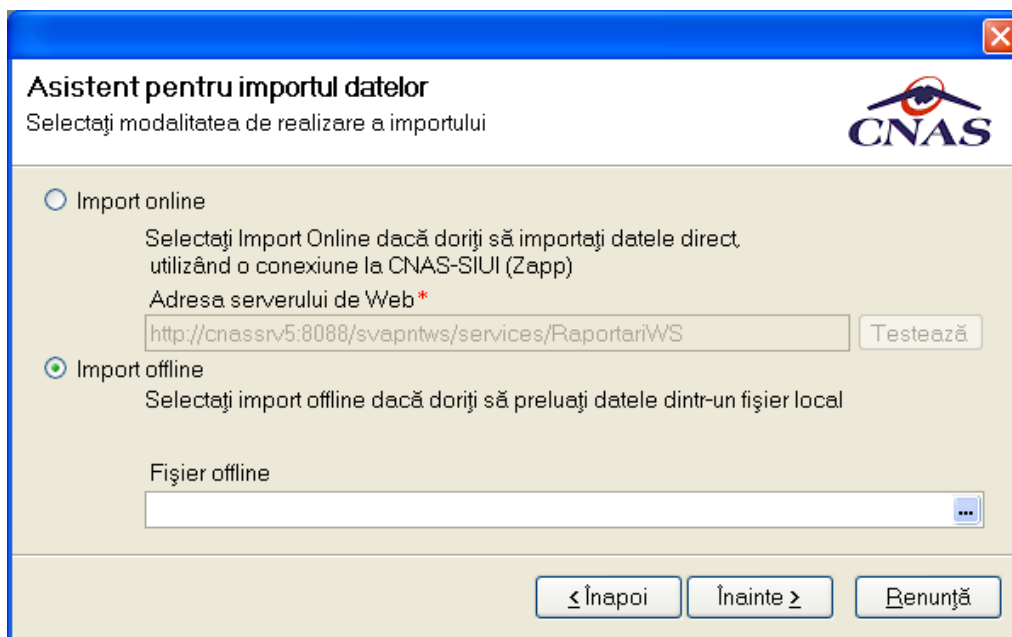 Asistent pentru importul datelor
Selectaţi modalitatea de realizare a importului
CNAS
Import online
Selectaţi Import Online dacă doriţi să importaţi datele direct,
utilizând o conexiune la CNAS-SIUI (Zapp)
Adresa serverului de Web*
http://cnassrv5:8088/svapntws/services/RaportariWS
Testează
Import offline
Selectaţi import offline dacă doriţi să preluaţi datele dintr-un fişier local
Fişier offline
...
< Înapoi
Înainte >
Renunţă